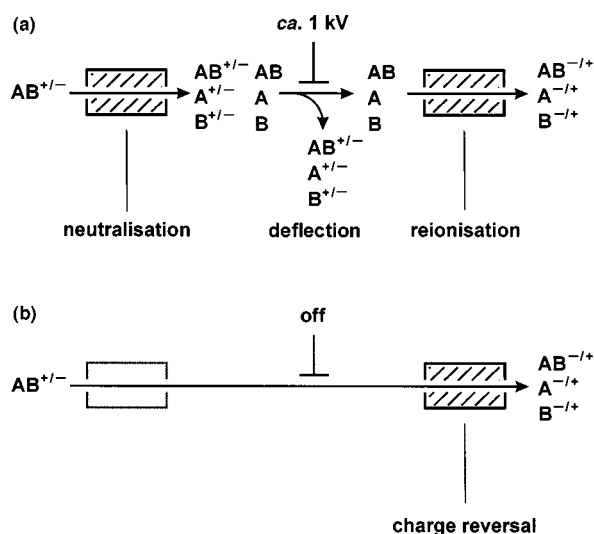 (a)
ca. 1 kV
AB+/− AB+/− AB AB AB−/+
A+/− A A A−/+
B+/− B B B−/+
AB+/−
A+/−
B+/−
neutralisation deflection reionisation
(b)
off
AB+/− AB−/+
A−/+
B−/+
charge reversal